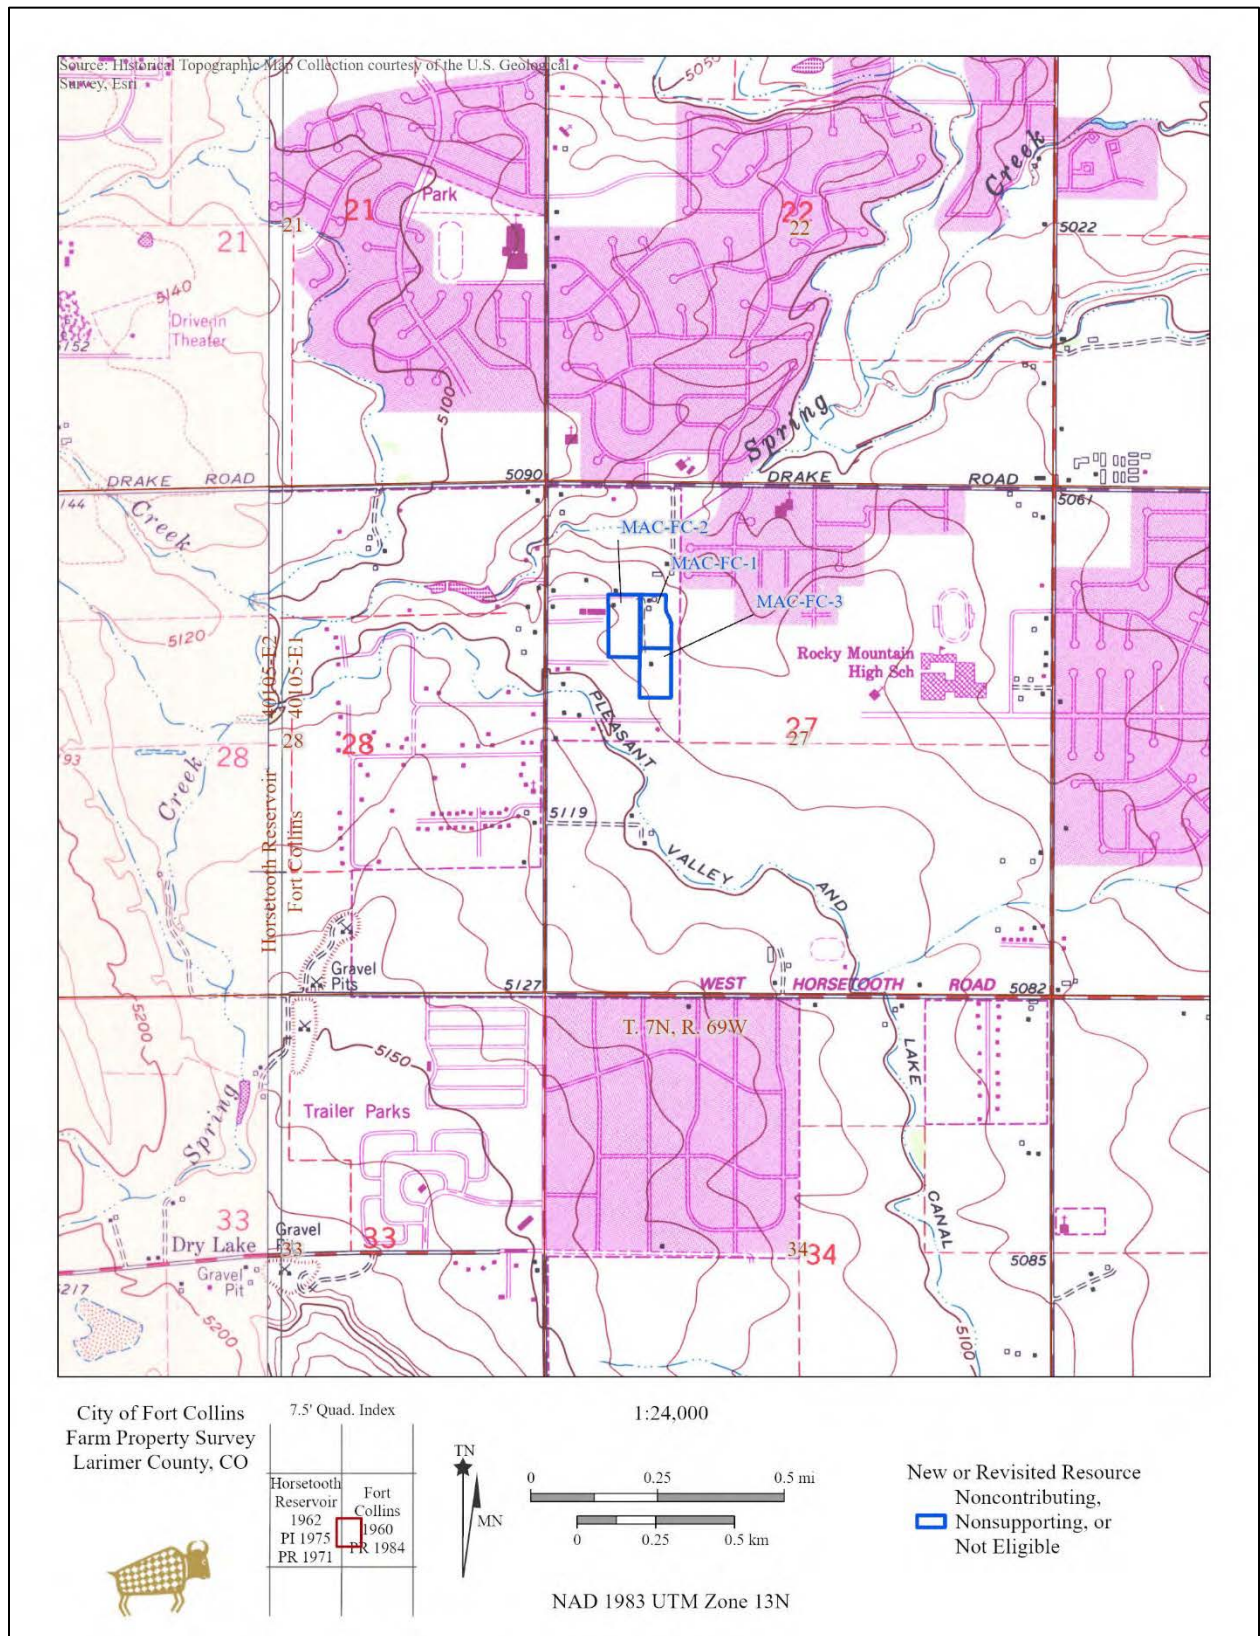 Source: Historical Topographic Map Collection courtesy of the U.S. Geological
Survey, Esri
5050
Creek
Park
21
21
21
22
22
5022
5140
Drive-in
Theater
5152
5100
Spring
5090
DRAKE ROAD
DRAKE ROAD
5061
Creek
MAC-FC-2
MAC-FC-1
MAC-FC-3
5120
40105-E2
40105-E1
Rocky Mountain
High Sch
PLEASANT
27
27
28
28
28
Creek
Horsetooth Reservoir
Fort Collins
5119
VALLEY
AND
Gravel
Pits
5127
WEST HORSETOOTH ROAD
5082
5200
T. 7N, R. 69W
5150
LAKE
Spring
Trailer Parks
CANAL
33
Gravel
33
33
Dry Lake
34
34
5085
Gravel
Pit
5217
5200
5100
City of Fort Collins
Farm Property Survey
Larimer County, CO
7.5' Quad. Index
Horsetooth
Reservoir
1962
PI 1975
PR 1971
Fort
Collins
1960
PR 1984
TN
MN
1:24,000
0 0.25 0.5 mi
0 0.25 0.5 km
NAD 1983 UTM Zone 13N
New or Revisited Resource
Noncontributing,
Nonsupporting, or
Not Eligible